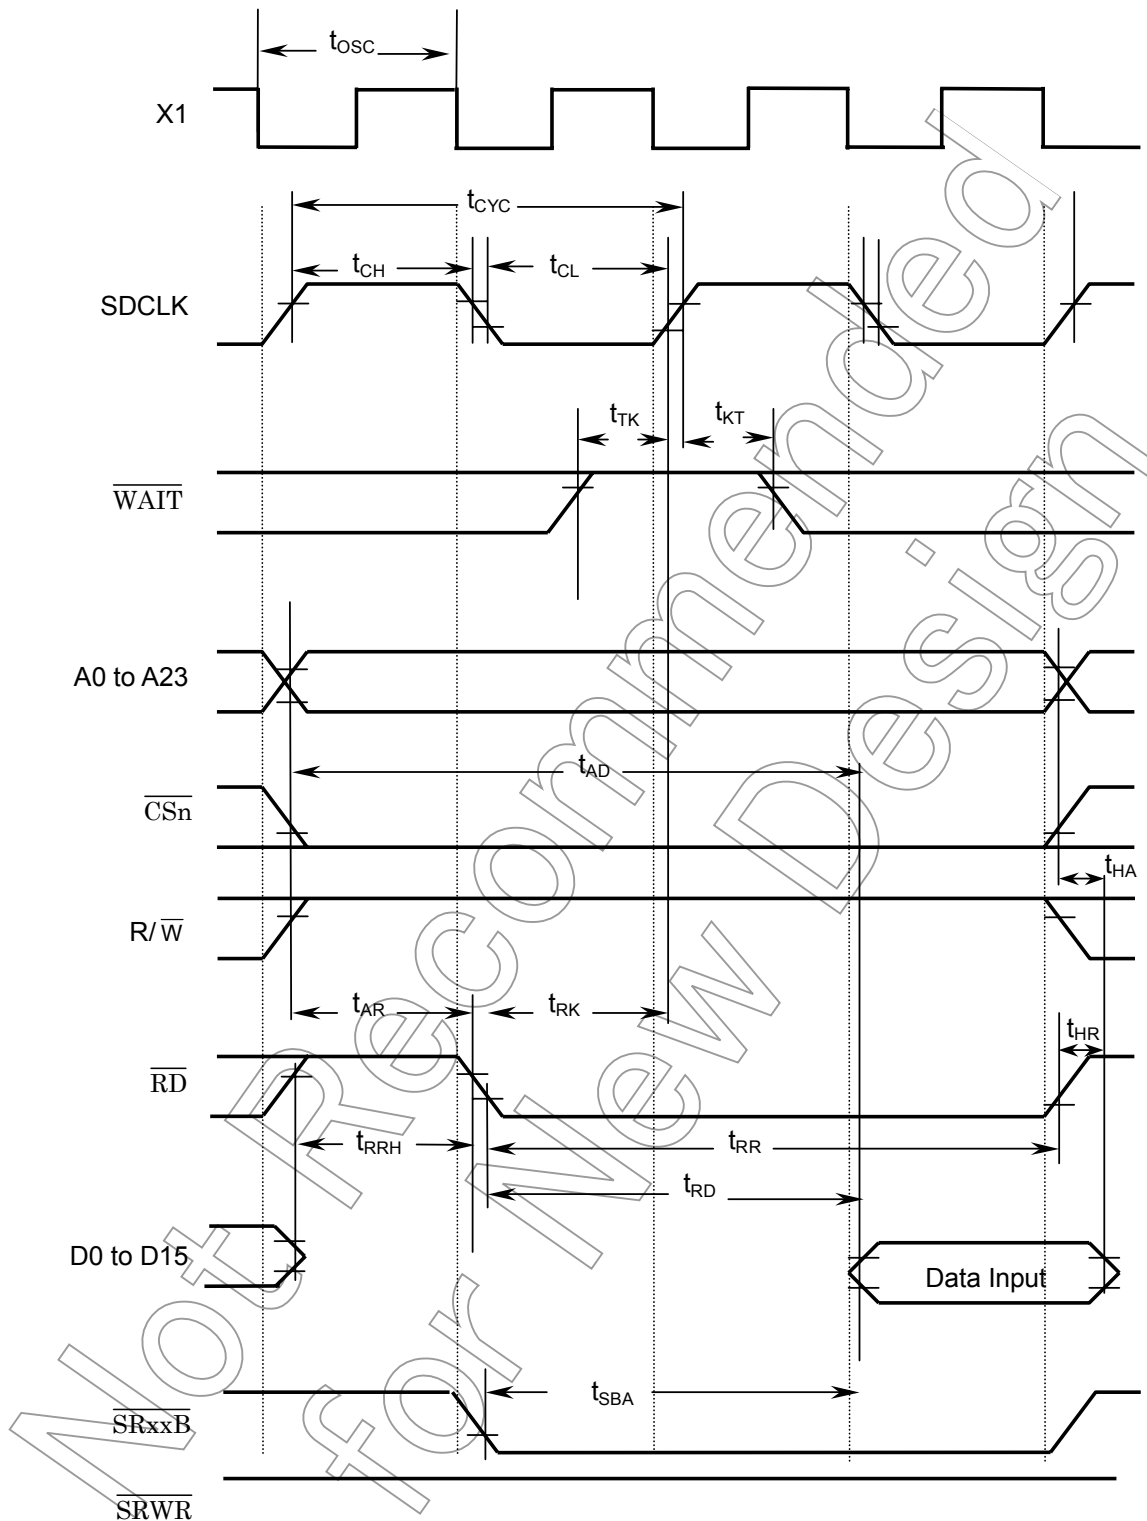 tOSC
X1
tCYC
tCH
tCL
SDCLK
tTK
tKT
WAIT
A0 to A23
tAD
CSn
tHA
R/W
tAR
tRK
tHR
RD
tRRH
tRR
tRD
D0 to D15
Data Input
tSBA
SRxxB
SRWR
Not Recommended
for New Design